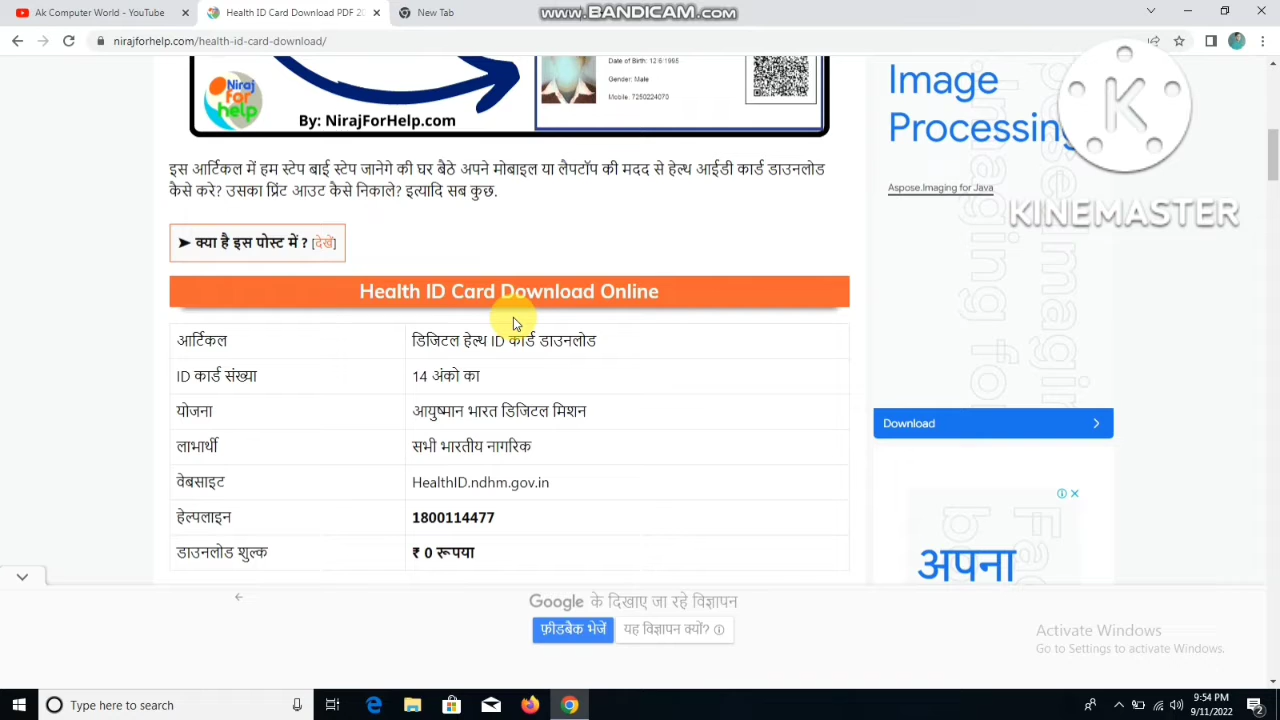 Ak Computer World - YouTube
Health ID Card Download PDF 20
New Tab
www.BANDICAM.com
nirajforhelp.com/health-id-card-download/
Date of Birth: 12/8/1995
Gender: Male
Mobile: 7250224070
Niraj
For
help
By: NirajForHelp.com
इस आर्टिकल में हम स्टेप बाई स्टेप जानेगे की घर बैठे अपने मोबाइल या लैपटॉप की मदद से हेल्थ आईडी कार्ड डाउनलोड
कैसे करे? उसका प्रिंट आउट कैसे निकाले? इत्यादि सब कुछ.
➤ क्या है इस पोस्ट में ? [देखें]
Health ID Card Download Online
आर्टिकल डिजिटल हेल्थ ID कार्ड डाउनलोड
ID कार्ड संख्या 14 अंको का
योजना आयुष्मान भारत डिजिटल मिशन
लाभार्थी सभी भारतीय नागरिक
वेबसाइट HealthID.ndhm.gov.in
हेल्पलाइन 1800114477
डाउनलोड शुल्क ₹ 0 रूपया
Image
Processing
Aspose.Imaging for Java
K
KINEMASTER
Download
अपना
Google के दिखाए जा रहे विज्ञापन
फ़ीडबैक भेजें यह विज्ञापन क्यों?
Activate Windows
Go to Settings to activate Windows.
Type here to search
9:54 PM
9/11/2022
2